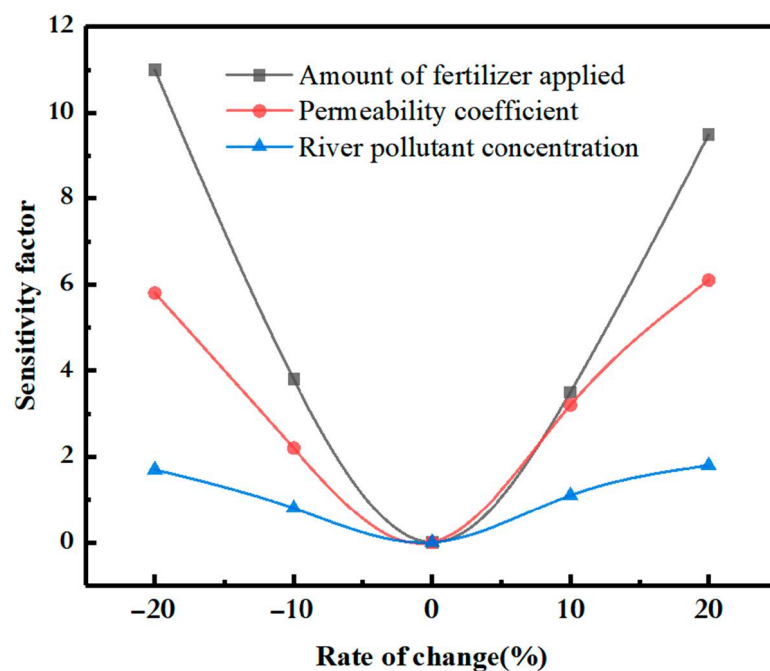 12
10
8
6
4
2
0
Sensitivity factor
Amount of fertilizer applied
Permeability coefficient
River pollutant concentration
−20 −10 0 10 20
Rate of change(%)